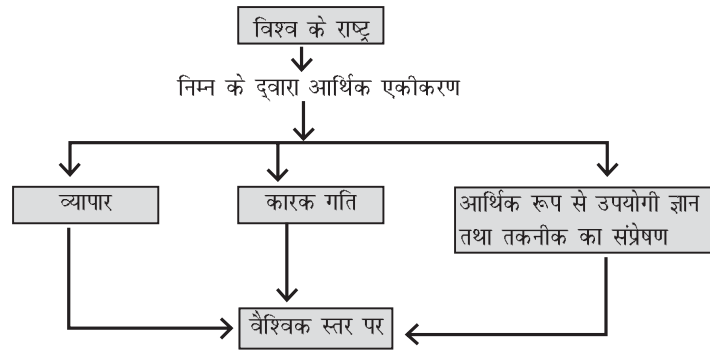 विश्व के राष्ट्र
निम्न के द्वारा आर्थिक एकीकरण
व्यापार
कारक गति
आर्थिक रूप से उपयोगी ज्ञान
तथा तकनीक का संप्रेषण
वैश्विक स्तर पर